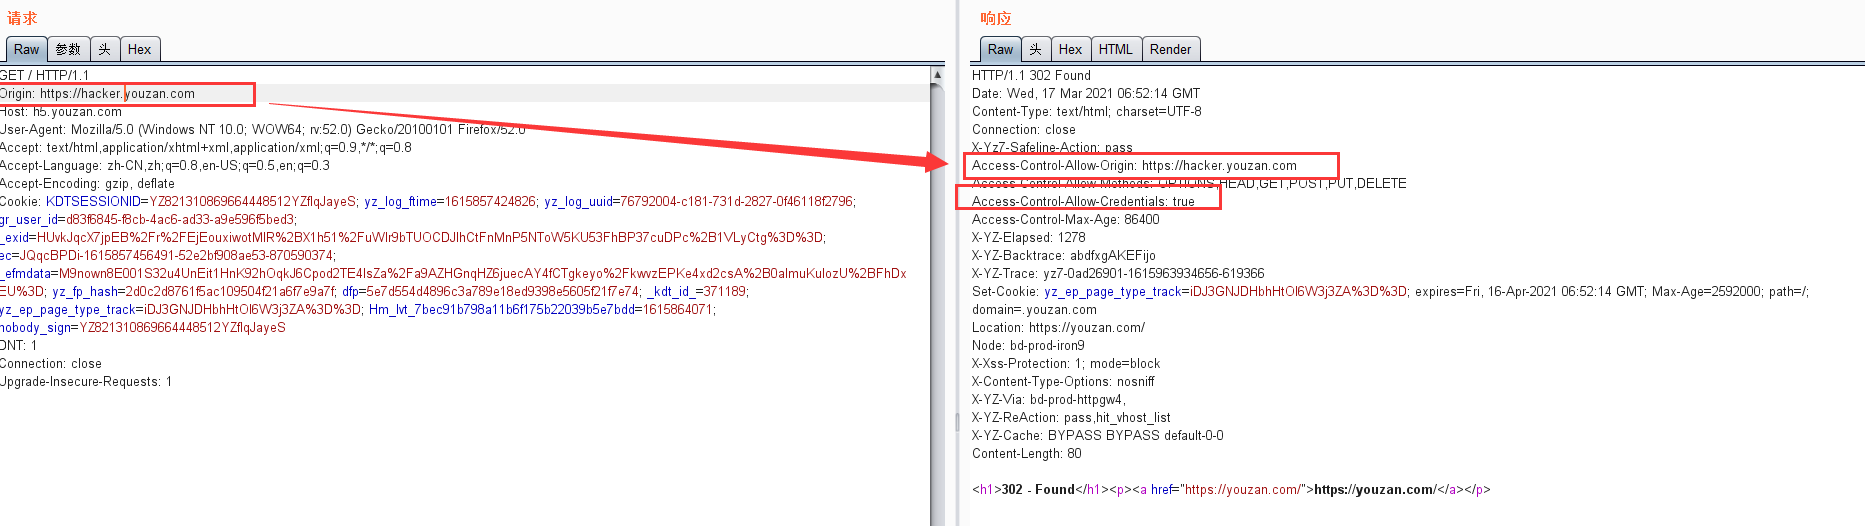 请求
Raw 参数 头 Hex
GET / HTTP/1.1
Origin: https://hacker.youzan.com
Host: h5.youzan.com
User-Agent: Mozilla/5.0 (Windows NT 10.0; WOW64; rv:52.0) Gecko/20100101 Firefox/52.0
Accept: text/html,application/xhtml+xml,application/xml;q=0.9,*/*;q=0.8
Accept-Language: zh-CN,zh;q=0.8,en-US;q=0.5,en;q=0.3
Accept-Encoding: gzip, deflate
Cookie: KDTSESSIONID=YZ821310869664448512YZflqJayeS; yz_log_ftime=1615857424826; yz_log_uuid=76792004-c181-731d-2827-0f46118f2796;
gr_user_id=d83f6845-f8cb-4ac6-ad33-a9e596f5bed3;
_exid=HUvkJqcX7jpEB%2Fr%2FEjEouxiwotMIR%2BX1h51%2FuWIr9bTUOCDJIhCtFnMnP5NToW5KU53FhBP37cuDPc%2B1VLyCtg%3D%3D;
ec=JQqcBPDi-1615857456491-52e2bf908ae53-870590374;
_efmdata=M9nown8E001S32u4UnEit1HnK92hOqkJ6Cpod2TE4IsZa%2Fa9AZHGnqHZ6juecAY4fCTgkeyo%2FkwvzEPKe4xd2csA%2B0aImuKulozU%2BFhDx
EU%3D; yz_fp_hash=2d0c2d8761f5ac109504f21a6f7e9a7f; dfp=5e7d554d4896c3a789e18ed9398e5605f21f7e74; _kdt_id_=371189;
yz_ep_page_type_track=iDJ3GNJDHbhHtOl6W3j3ZA%3D%3D; Hm_lvt_7bec91b798a11b6f175b22039b5e7bdd=1615864071;
nobody_sign=YZ821310869664448512YZflqJayeS
DNT: 1
Connection: close
Upgrade-Insecure-Requests: 1
响应
Raw 头 Hex HTML Render
HTTP/1.1 302 Found
Date: Wed, 17 Mar 2021 06:52:14 GMT
Content-Type: text/html; charset=UTF-8
Connection: close
X-Yz7-Safeline-Action: pass
Access-Control-Allow-Origin: https://hacker.youzan.com
Access-Control-Allow-Methods: OPTIONS,HEAD,GET,POST,PUT,DELETE
Access-Control-Allow-Credentials: true
Access-Control-Max-Age: 86400
X-YZ-Elapsed: 1278
X-YZ-Backtrace: abdfxgAKEFijo
X-YZ-Trace: yz7-0ad26901-1615963934656-619366
Set-Cookie: yz_ep_page_type_track=iDJ3GNJDHbhHtOl6W3j3ZA%3D%3D; expires=Fri, 16-Apr-2021 06:52:14 GMT; Max-Age=2592000; path=/;
domain=.youzan.com
Location: https://youzan.com/
Node: bd-prod-iron9
X-Xss-Protection: 1; mode=block
X-Content-Type-Options: nosniff
X-YZ-Via: bd-prod-httpgw4,
X-YZ-ReAction: pass,hit_vhost_list
X-YZ-Cache: BYPASS BYPASS default-0-0
Content-Length: 80
<h1>302 - Found</h1><p><a href="https://youzan.com/">https://youzan.com/</a></p>